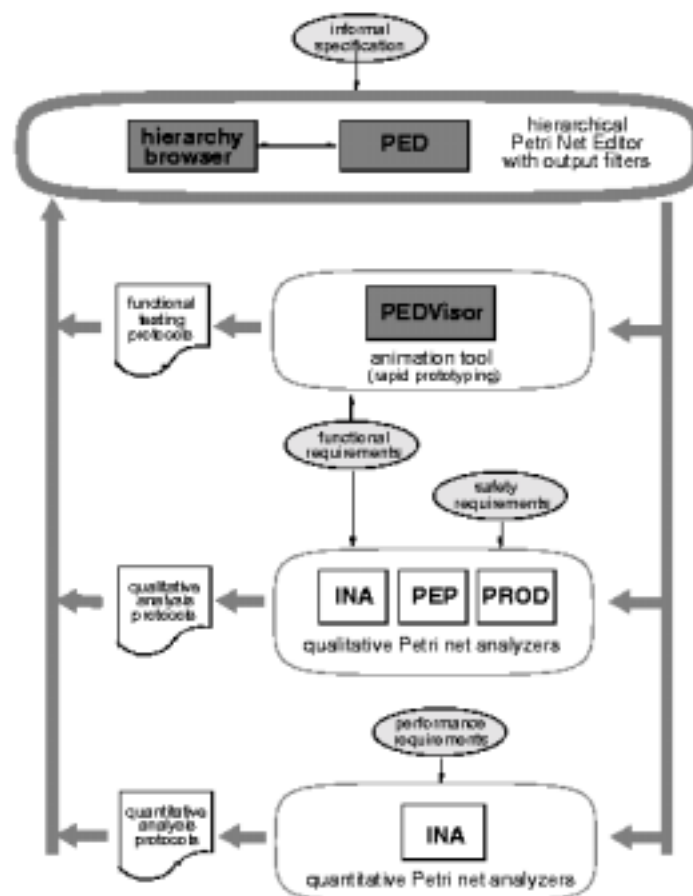 informal
specification
hierarchy
browser
PED
hierarchical
Petri Net Editor
with output filters
functional
testing
protocols
PEDVisor
animation tool
(rapid prototyping)
functional
requirements
safety
requirements
qualitative
analysis
protocols
INA
PEP
PROD
qualitative Petri net analyzers
performance
requirements
quantitative
analysis
protocols
INA
quantitative Petri net analyzers